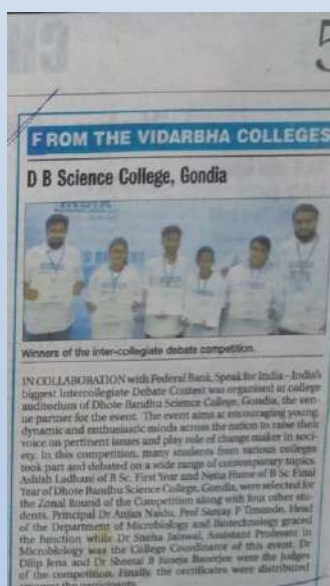 5
FROM THE VIDARBHA COLLEGES
D B Science College, Gondia
INDIA
Winners of the inter-collegiate debate competition.
IN COLLABORATION with Federal Bank, Speak for India—India's
biggest Intercollegiate Debate Contest was organised at college
auditorium of Dhote Bandhu Science College, Gondia, the ven-
ue partner for the event. The event aims at encouraging young,
dynamic and enthusiastic minds across the nation to raise their
voice on pertinent issues and play role of change maker in soci-
ety. In this competition, many students from various colleges
took part and debated on a wide range of contemporary topics.
Ashish Ladhani of B Sc. First Year and Neha Hume of B Sc Final
Year of Dhote Bandhu Science College, Gondia, were selected for
the Zonal Round of the Competition along with four other stu-
dents. Principal Dr Anjan Naidu, Prof Sanjay P Timande, Head
of the Department of Microbiology and Biotechnology graced
the function while Dr Sneha Jaiswal, Assistant Professor in
Microbiology was the College Coordinator of this event. Dr
Dilip Jena and Dr Sheetal B Juneja Banerjee were the judges
of the competition. Finally, the certificates were distributed